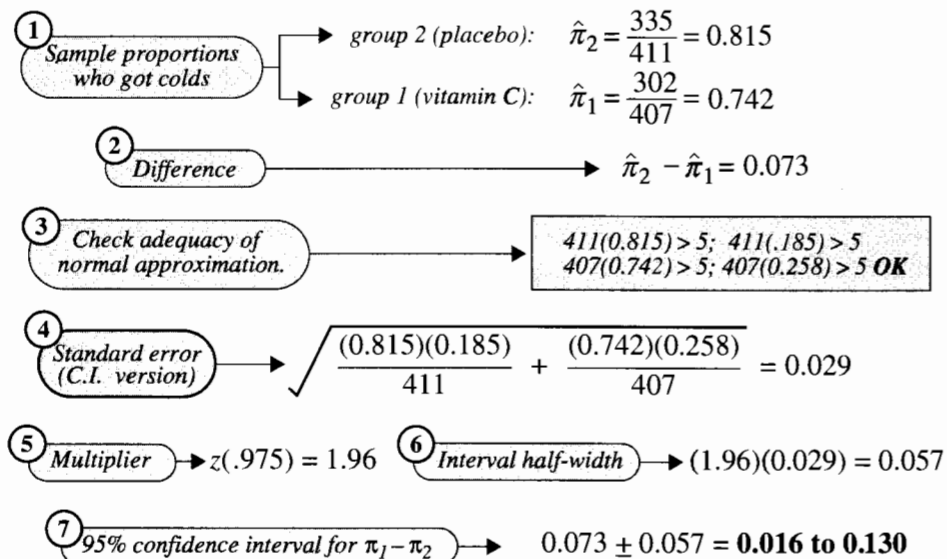 1
Sample proportions
who got colds
group 2 (placebo): π̂₂ = 335/411 = 0.815
group 1 (vitamin C): π̂₁ = 302/407 = 0.742
2
Difference
π̂₂ − π̂₁ = 0.073
3
Check adequacy of
normal approximation.
411(0.815) > 5; 411(.185) > 5
407(0.742) > 5; 407(0.258) > 5 OK
4
Standard error
(C.I. version)
√ (0.815)(0.185)/411 + (0.742)(0.258)/407 = 0.029
5
Multiplier
z(.975) = 1.96
6
Interval half-width
(1.96)(0.029) = 0.057
7
95% confidence interval for π₁ − π₂
0.073 ± 0.057 = 0.016 to 0.130